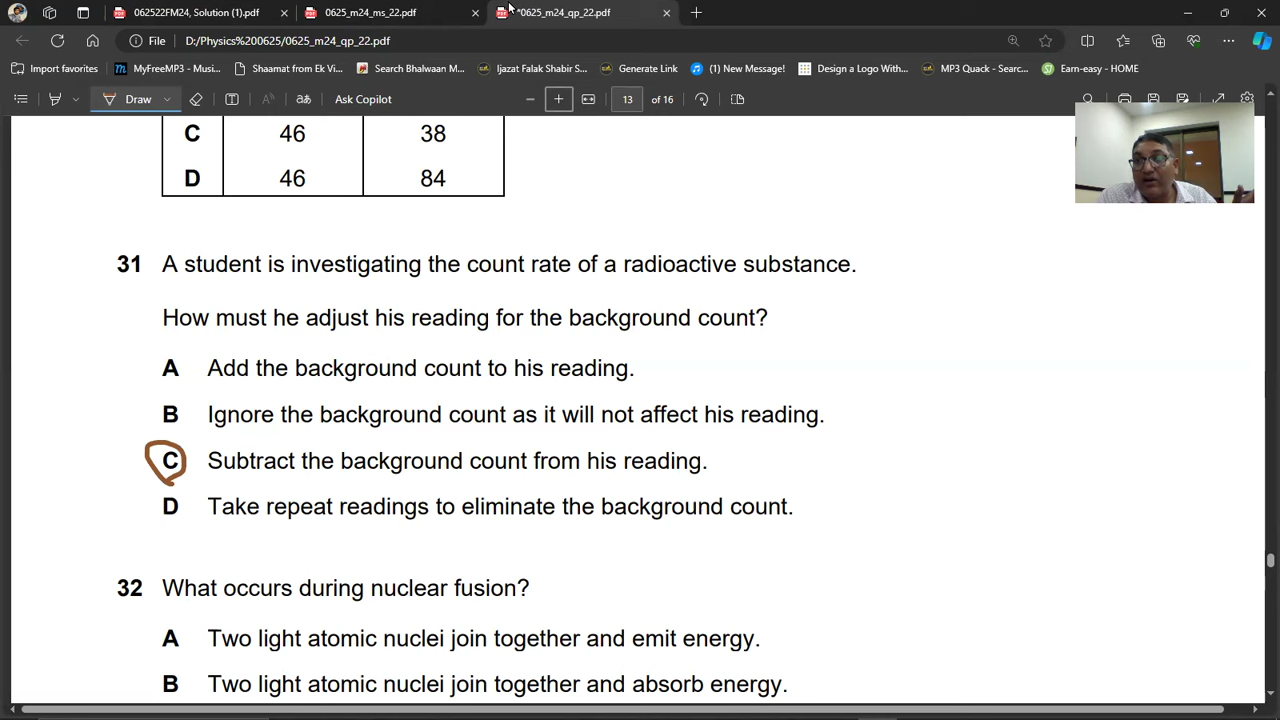 062522FM24, Solution (1).pdf
0625_m24_ms_22.pdf
*0625_m24_qp_22.pdf
File D:/Physics%200625/0625_m24_qp_22.pdf
Import favorites
MyFreeMP3 - Musi...
Shaamat from Ek Vi...
Search Bhalwaan M...
Ijazat Falak Shabir S...
Generate Link
(1) New Message!
Design a Logo With...
MP3 Quack - Searc...
Earn-easy - HOME
Draw
Ask Copilot
13 of 16
C 46 38
D 46 84
31 A student is investigating the count rate of a radioactive substance.
How must he adjust his reading for the background count?
A Add the background count to his reading.
B Ignore the background count as it will not affect his reading.
C Subtract the background count from his reading.
D Take repeat readings to eliminate the background count.
32 What occurs during nuclear fusion?
A Two light atomic nuclei join together and emit energy.
B Two light atomic nuclei join together and absorb energy.